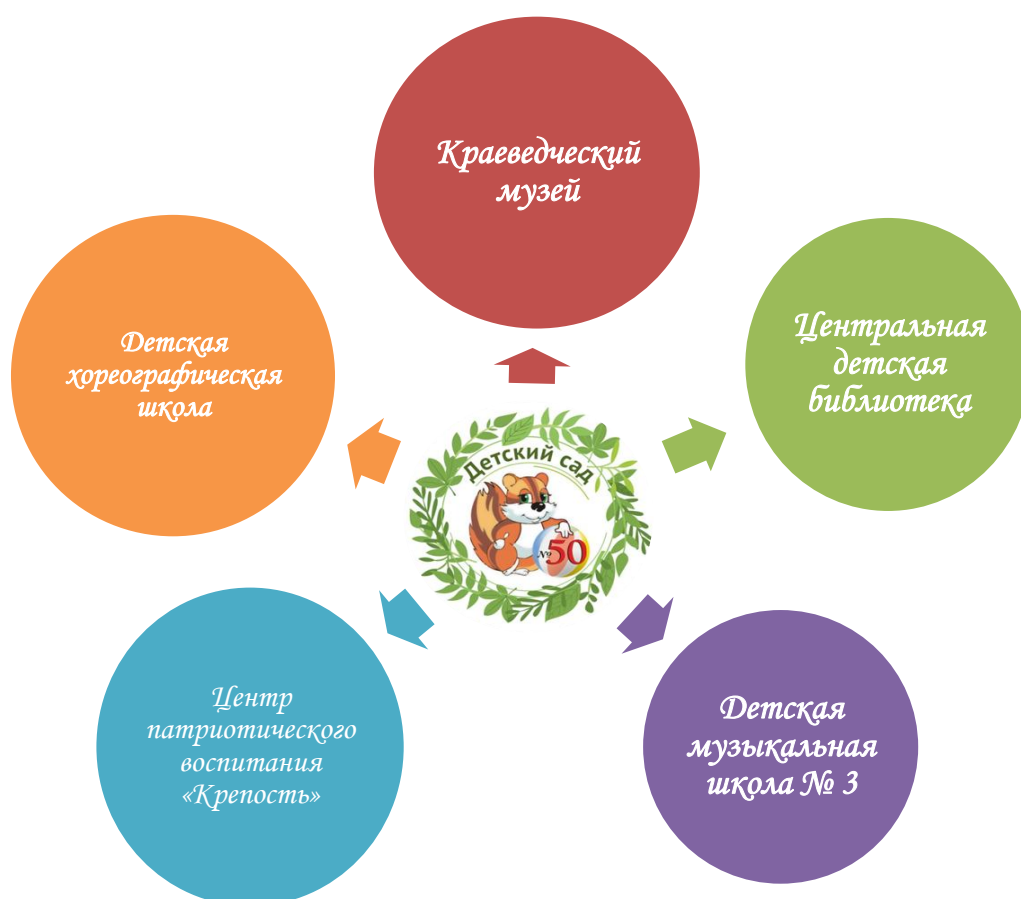 Краеведческий
музей
Детская
хореографическая
школа
Центральная
детская
библиотека
Детский сад
№50
Центр
патриотического
воспитания
«Крепость»
Детская
музыкальная
школа № 3